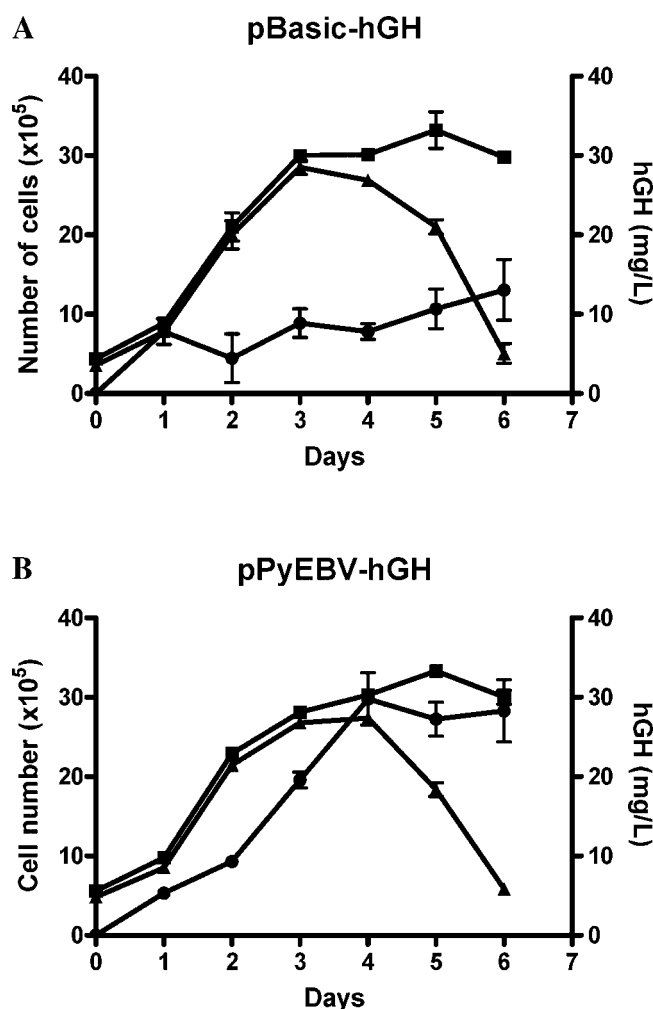 A
pBasic-hGH
Number of cells (x10⁵)
40
30
20
10
0
40
30
20
10
0
hGH (mg/L)
0 1 2 3 4 5 6 7
Days
B
pPyEBV-hGH
Cell number (x10⁵)
40
30
20
10
0
40
30
20
10
0
hGH (mg/L)
0 1 2 3 4 5 6 7
Days